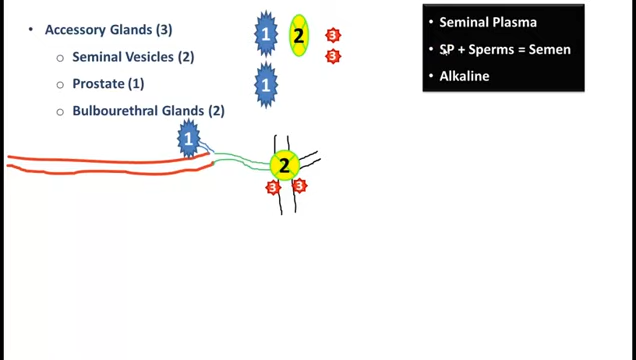 Accessory Glands (3)
Seminal Vesicles (2)
Prostate (1)
Bulbourethral Glands (2)
1 2 3
3
1
Seminal Plasma
SP + Sperms = Semen
Alkaline
1
2
3 3